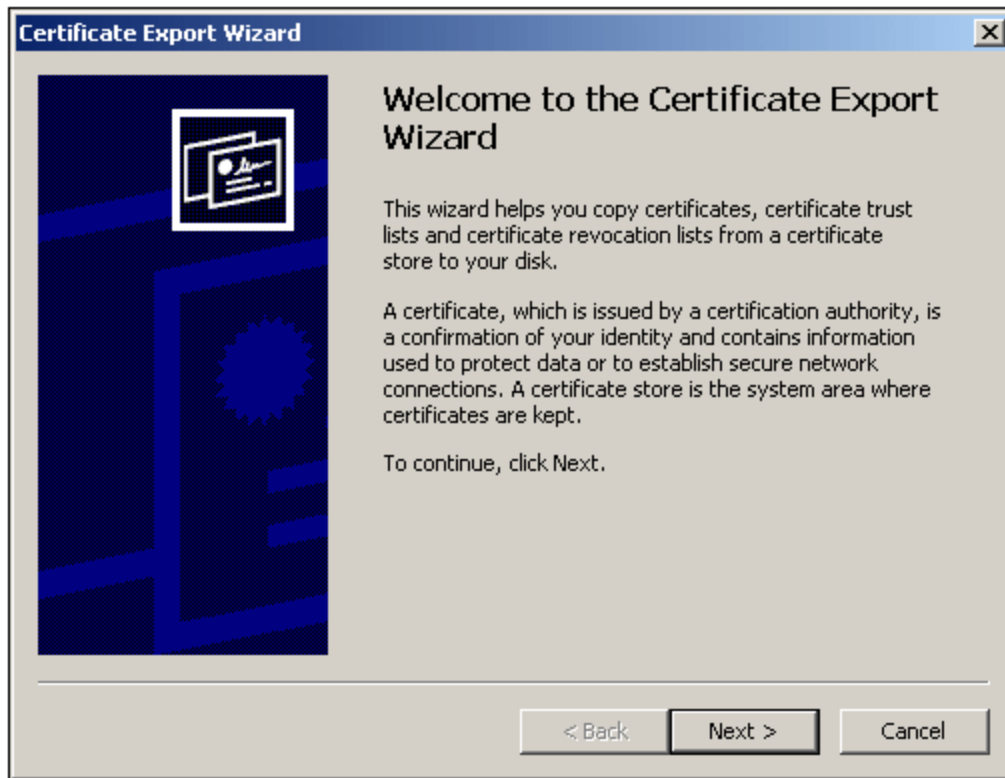 Certificate Export Wizard
Welcome to the Certificate Export
Wizard
This wizard helps you copy certificates, certificate trust
lists and certificate revocation lists from a certificate
store to your disk.
A certificate, which is issued by a certification authority, is
a confirmation of your identity and contains information
used to protect data or to establish secure network
connections. A certificate store is the system area where
certificates are kept.
To continue, click Next.
< Back
Next >
Cancel